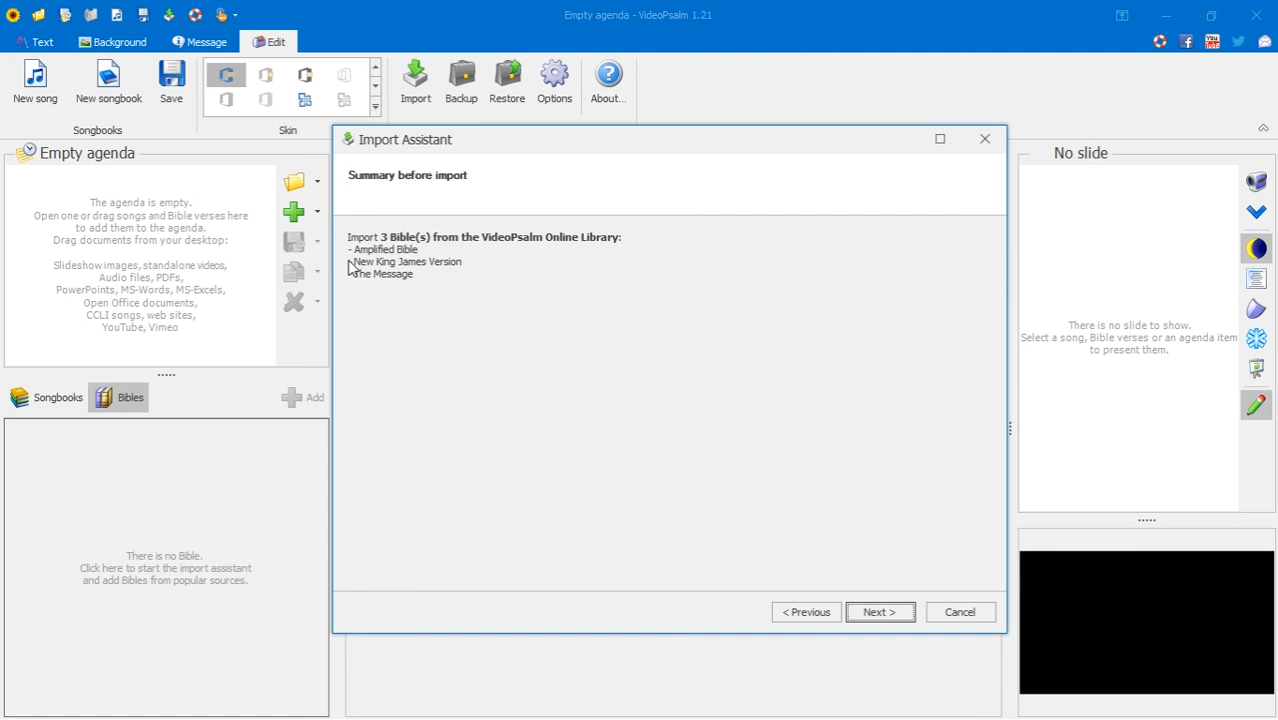 Empty agenda - VideoPsalm 1.21
Text
Background
Message
Edit
New song
New songbook
Save
Import
Backup
Restore
Options
About...
Songbooks
Skin
Empty agenda
The agenda is empty.
Open one or drag songs and Bible verses here
to add them to the agenda.
Drag documents from your desktop:
Slideshow images, standalone videos,
Audio files, PDFs,
PowerPoints, MS-Words, MS-Excels,
Open Office documents,
CCLI songs, web sites,
YouTube, Vimeo
Songbooks
Bibles
Add
There is no Bible.
Click here to start the import assistant
and add Bibles from popular sources.
Import Assistant
Summary before import
Import 3 Bible(s) from the VideoPsalm Online Library:
- Amplified Bible
New King James Version
The Message
< Previous
Next >
Cancel
No slide
There is no slide to show.
Select a song, Bible verses or an agenda item
to present them.
You
Tube